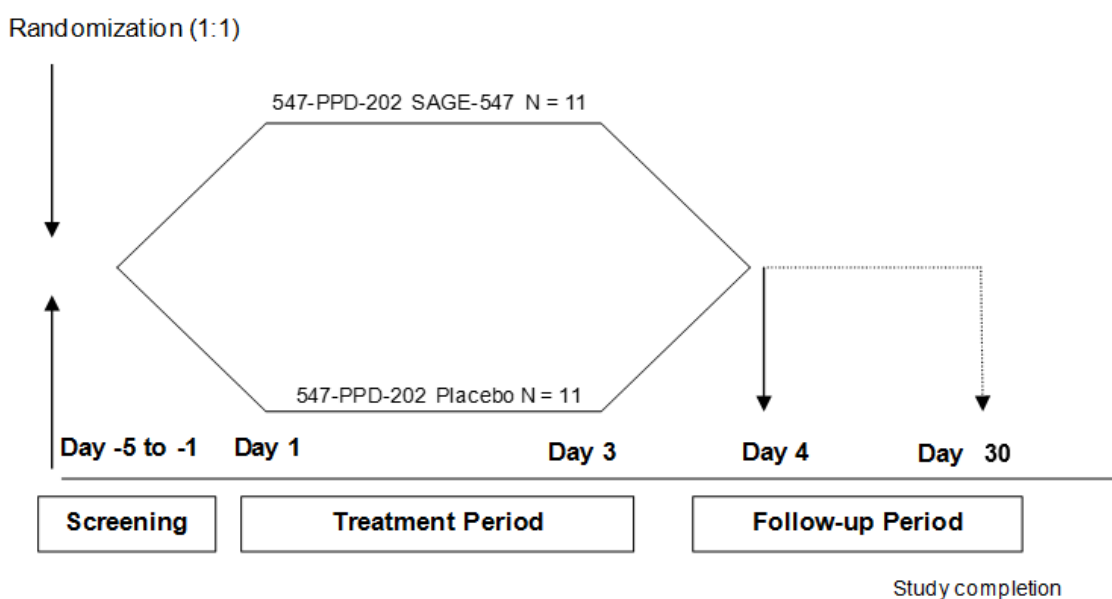 Randomization (1:1)
547-PPD-202 SAGE-547 N = 11
547-PPD-202 Placebo N = 11
Day -5 to -1 Day 1 Day 3 Day 4 Day 30
Screening Treatment Period Follow-up Period
Study completion